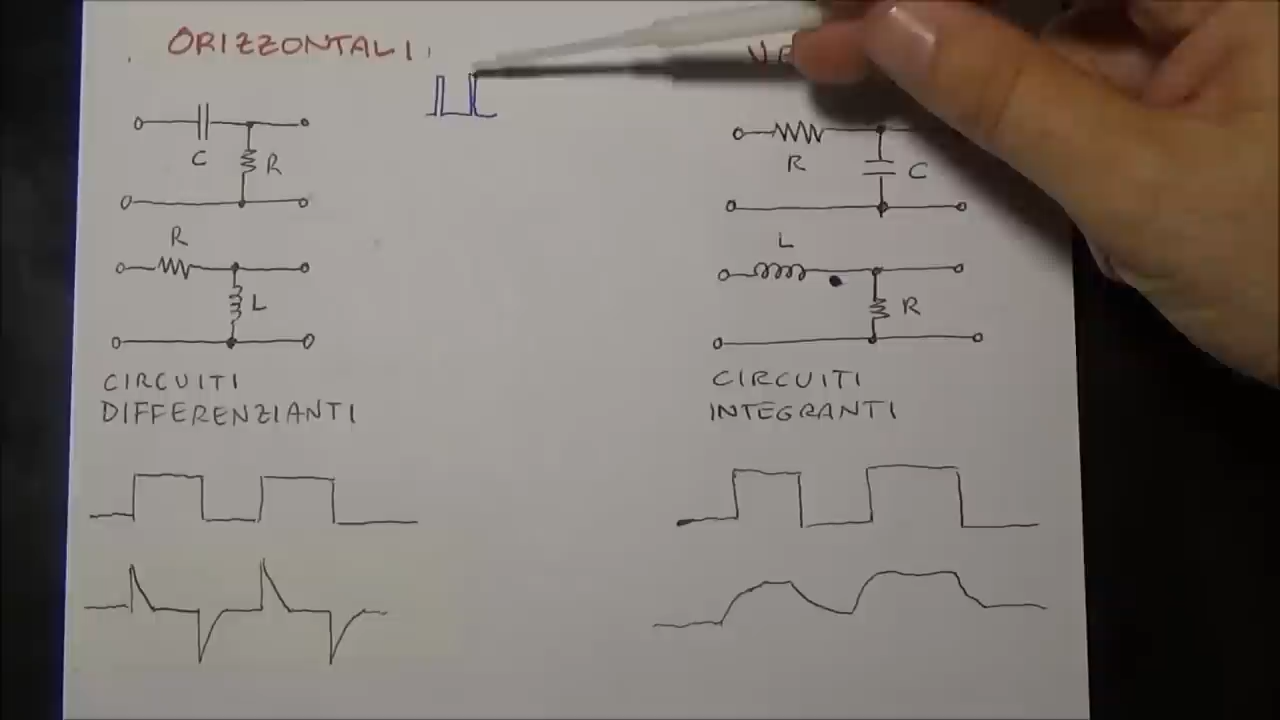 ORIZZONTALI
C
R
R
L
CIRCUITI
DIFFERENZIANTI
R
C
L
R
CIRCUITI
INTEGRANTI